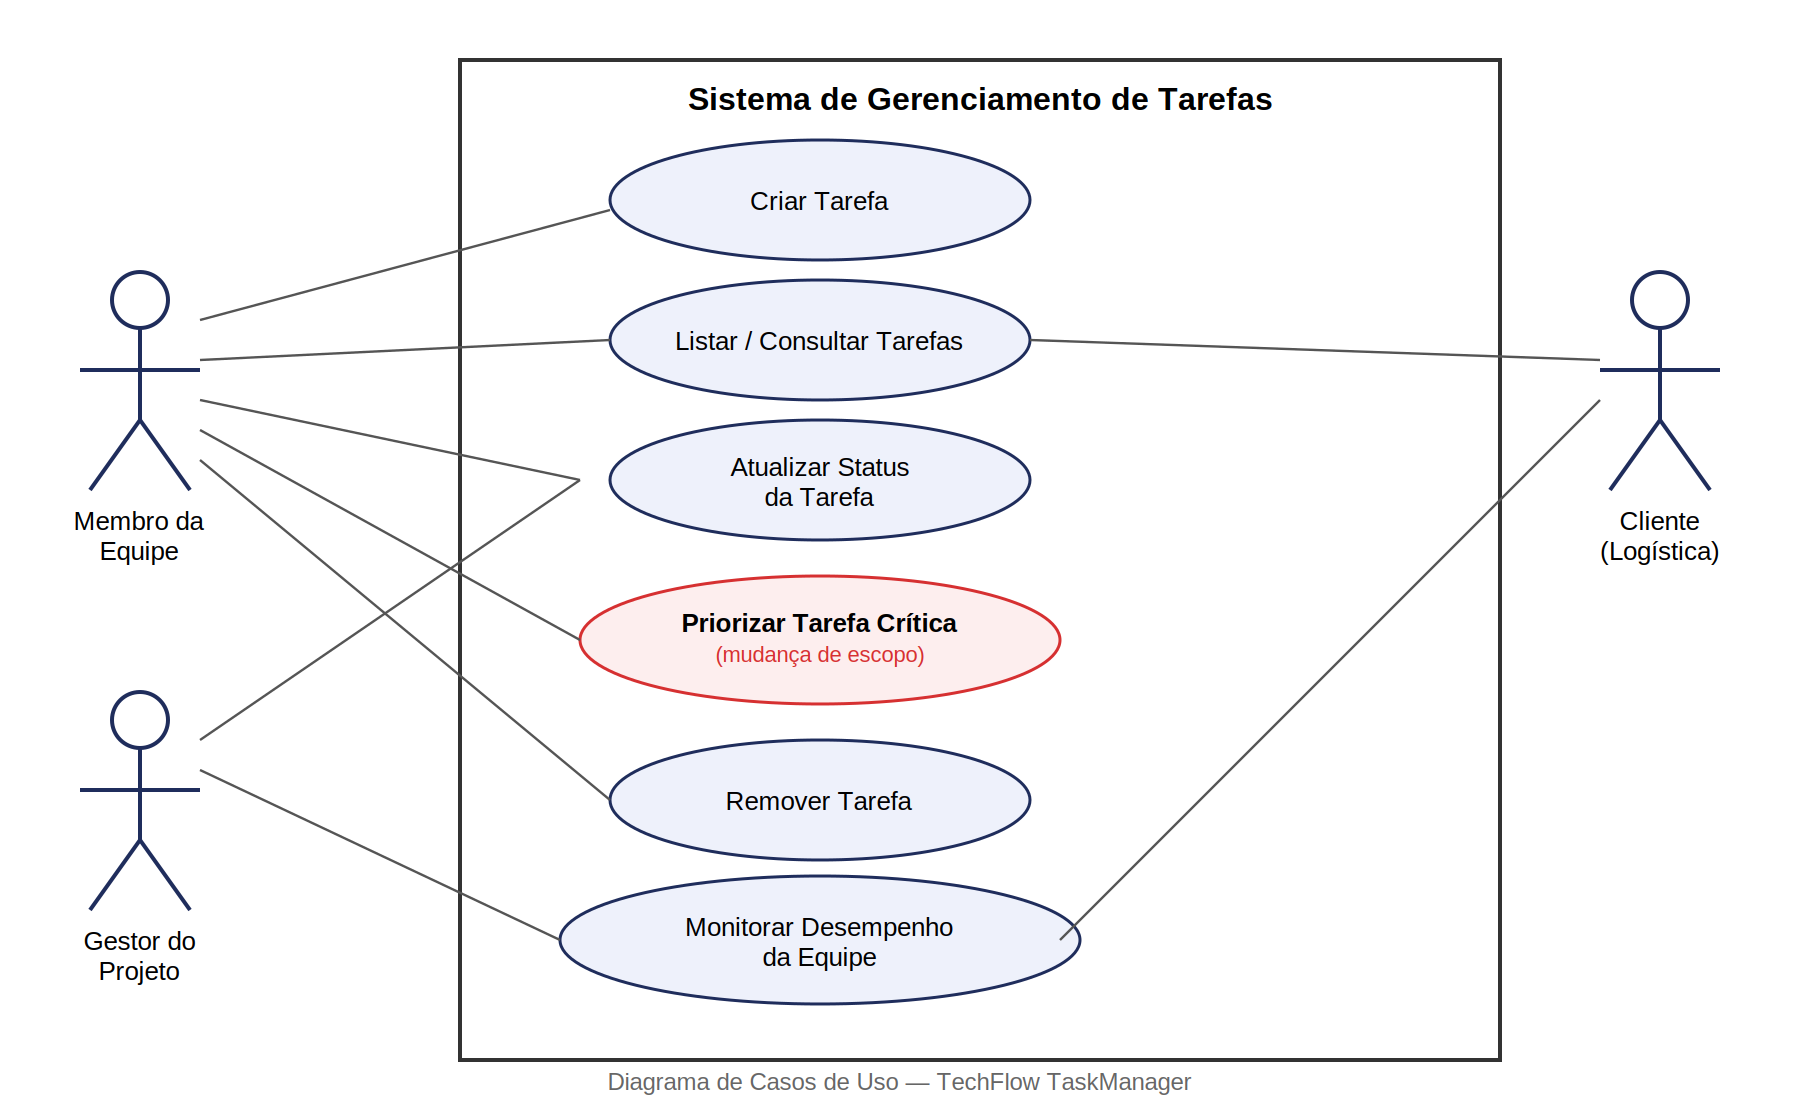 Sistema de Gerenciamento de Tarefas
Criar Tarefa
Listar / Consultar Tarefas
Atualizar Status
da Tarefa
Membro da
Equipe
Cliente
(Logística)
Priorizar Tarefa Crítica
(mudança de escopo)
Remover Tarefa
Gestor do
Projeto
Monitorar Desempenho
da Equipe
Diagrama de Casos de Uso — TechFlow TaskManager